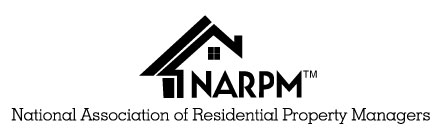 NARPM™
National Association of Residential Property Managers